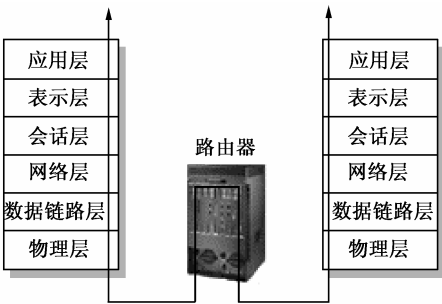 应用层
表示层
会话层
网络层
数据链路层
物理层
路由器
应用层
表示层
会话层
网络层
数据链路层
物理层